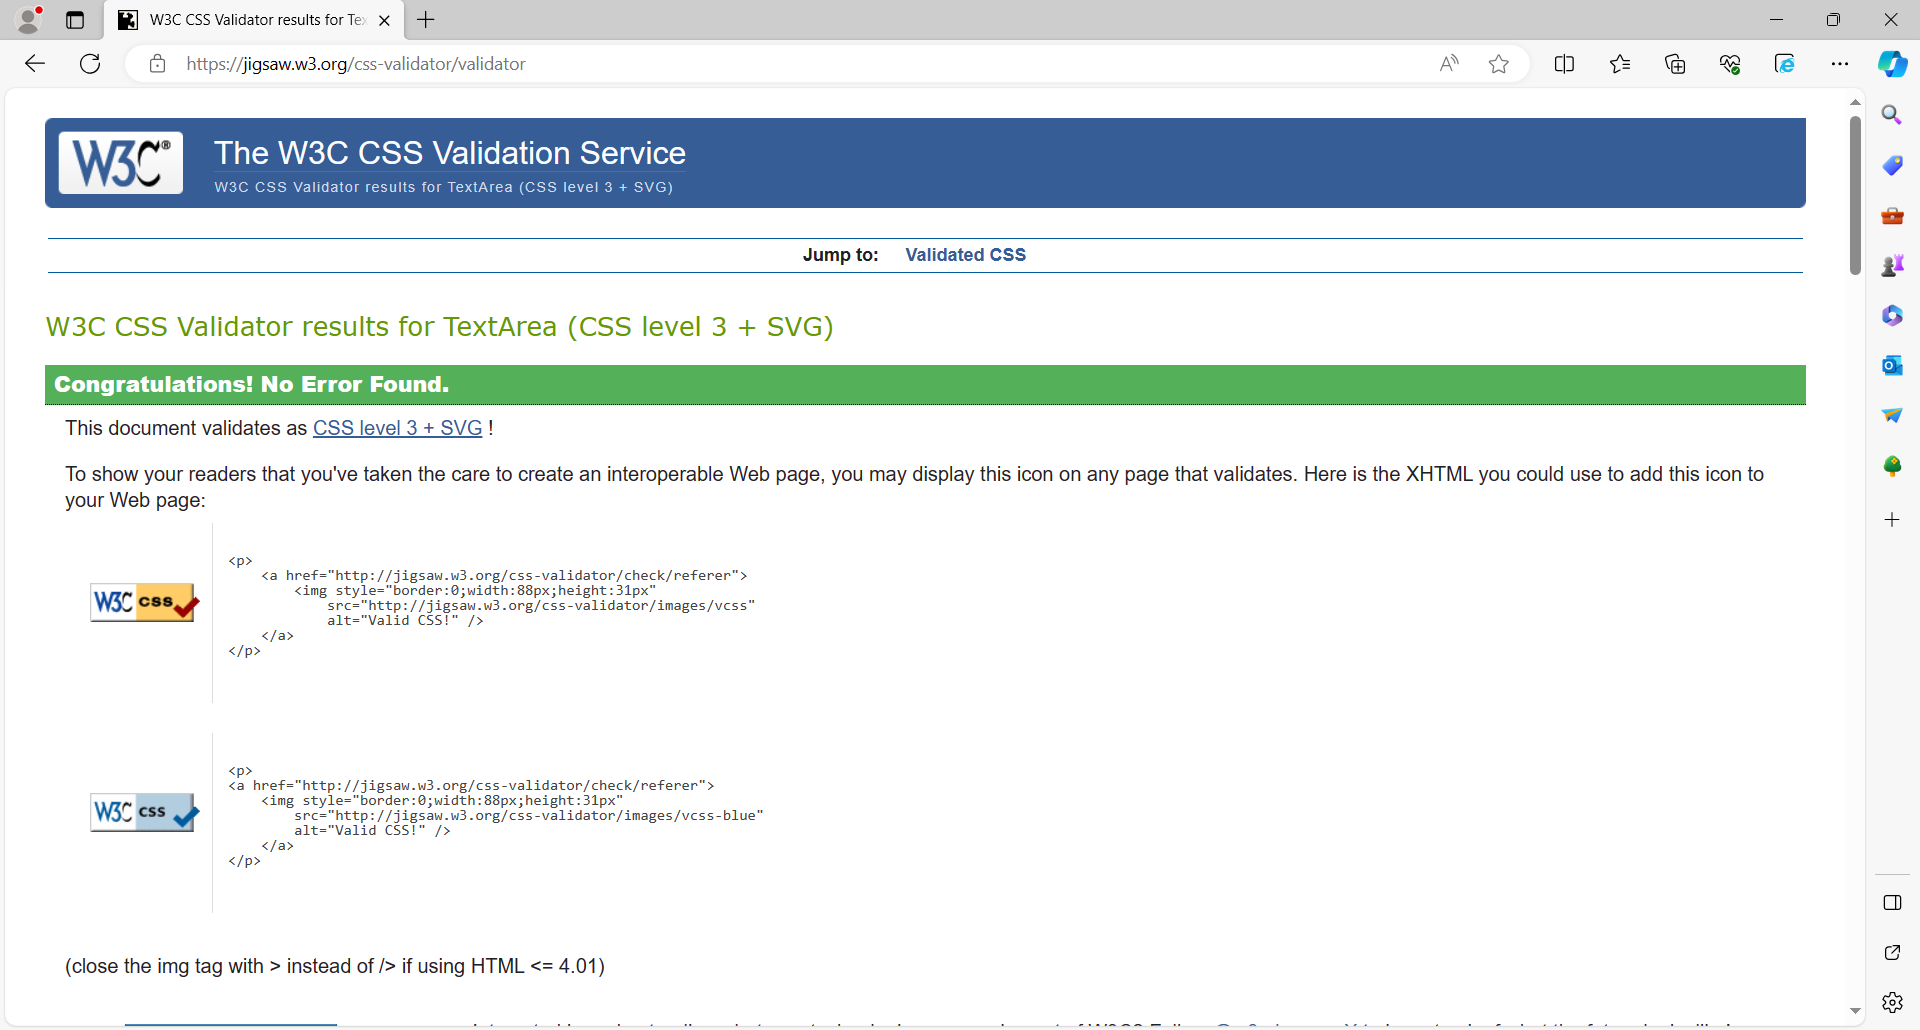 W3C CSS Validator results for Tex
https://jigsaw.w3.org/css-validator/validator
W3C®
The W3C CSS Validation Service
W3C CSS Validator results for TextArea (CSS level 3 + SVG)
Jump to: Validated CSS
W3C CSS Validator results for TextArea (CSS level 3 + SVG)
Congratulations! No Error Found.
This document validates as CSS level 3 + SVG !
To show your readers that you've taken the care to create an interoperable Web page, you may display this icon on any page that validates. Here is the XHTML you could use to add this icon to
your Web page:
W3C css
<p>
<a href="http://jigsaw.w3.org/css-validator/check/referer">
<img style="border:0;width:88px;height:31px"
src="http://jigsaw.w3.org/css-validator/images/vcss"
alt="Valid CSS!" />
</a>
</p>
W3C css
<p>
<a href="http://jigsaw.w3.org/css-validator/check/referer">
<img style="border:0;width:88px;height:31px"
src="http://jigsaw.w3.org/css-validator/images/vcss-blue"
alt="Valid CSS!" />
</a>
</p>
(close the img tag with > instead of /> if using HTML <= 4.01)